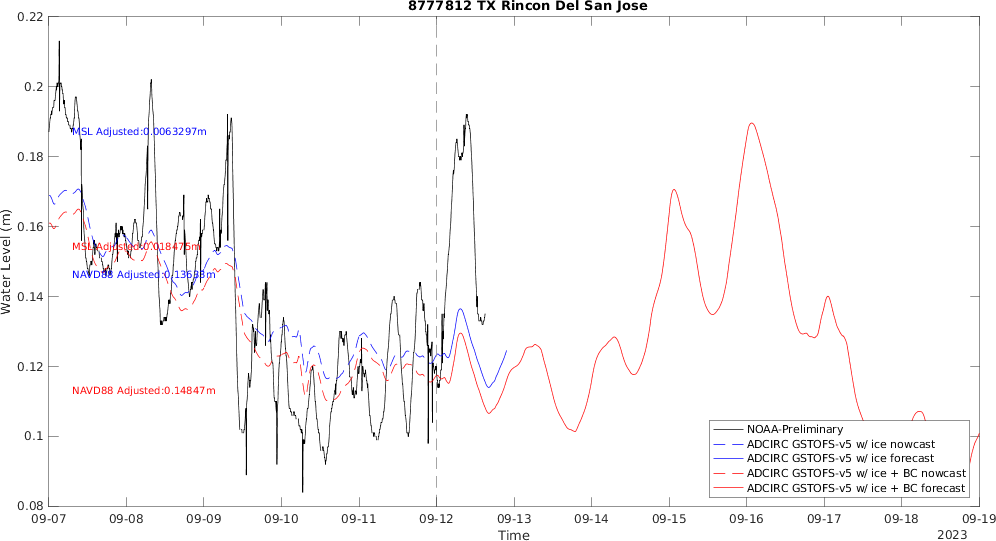 8777812 TX Rincon Del San Jose
0.22
0.2
0.18
0.16
0.14
0.12
0.1
0.08
Water Level (m)
MSL Adjusted:0.0063297m
MSL Adjusted:0.018475m
NAVD88 Adjusted:0.13633m
NAVD88 Adjusted:0.14847m
NOAA-Preliminary
ADCIRC GSTOFS-v5 w/ ice nowcast
ADCIRC GSTOFS-v5 w/ ice forecast
ADCIRC GSTOFS-v5 w/ ice + BC nowcast
ADCIRC GSTOFS-v5 w/ ice + BC forecast
09-07 09-08 09-09 09-10 09-11 09-12 09-13 09-14 09-15 09-16 09-17 09-18 09-19
Time
2023